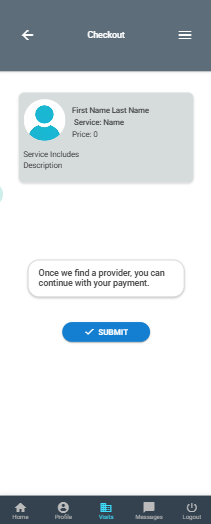 Checkout
First Name Last Name
Service: Name
Price: 0
Service Includes
Description
Once we find a provider, you can
continue with your payment.
SUBMIT
Home Profile Visits Messages Logout